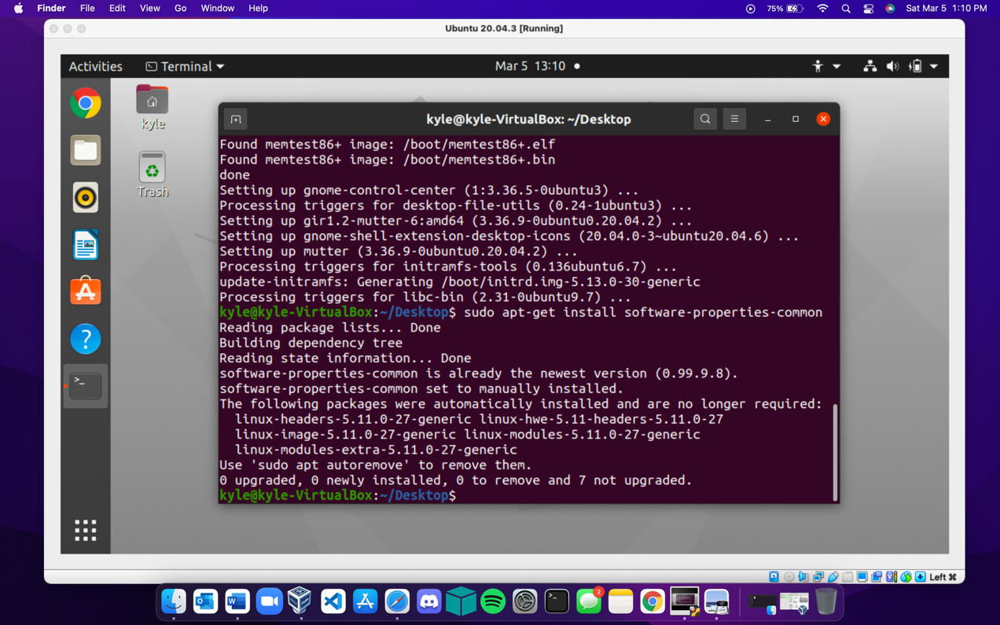 Finder File Edit View Go Window Help 75% Sat Mar 5 1:10 PM
Ubuntu 20.04.3 [Running]
Activities Terminal Mar 5 13:10
kyle
Trash
kyle@kyle-VirtualBox: ~/Desktop
Found memtest86+ image: /boot/memtest86+.elf
Found memtest86+ image: /boot/memtest86+.bin
done
Setting up gnome-control-center (1:3.36.5-0ubuntu3) ...
Processing triggers for desktop-file-utils (0.24-1ubuntu3) ...
Setting up gir1.2-mutter-6:amd64 (3.36.9-0ubuntu0.20.04.2) ...
Setting up gnome-shell-extension-desktop-icons (20.04.0-3~ubuntu20.04.6) ...
Setting up mutter (3.36.9-0ubuntu0.20.04.2) ...
Processing triggers for initramfs-tools (0.136ubuntu6.7) ...
update-initramfs: Generating /boot/initrd.img-5.13.0-30-generic
Processing triggers for libc-bin (2.31-0ubuntu9.7) ...
kyle@kyle-VirtualBox:~/Desktop$ sudo apt-get install software-properties-common
Reading package lists... Done
Building dependency tree
Reading state information... Done
software-properties-common is already the newest version (0.99.9.8).
software-properties-common set to manually installed.
The following packages were automatically installed and are no longer required:
linux-headers-5.11.0-27-generic linux-hwe-5.11-headers-5.11.0-27
linux-image-5.11.0-27-generic linux-modules-5.11.0-27-generic
linux-modules-extra-5.11.0-27-generic
Use 'sudo apt autoremove' to remove them.
0 upgraded, 0 newly installed, 0 to remove and 7 not upgraded.
kyle@kyle-VirtualBox:~/Desktop$
Left ⌘
2